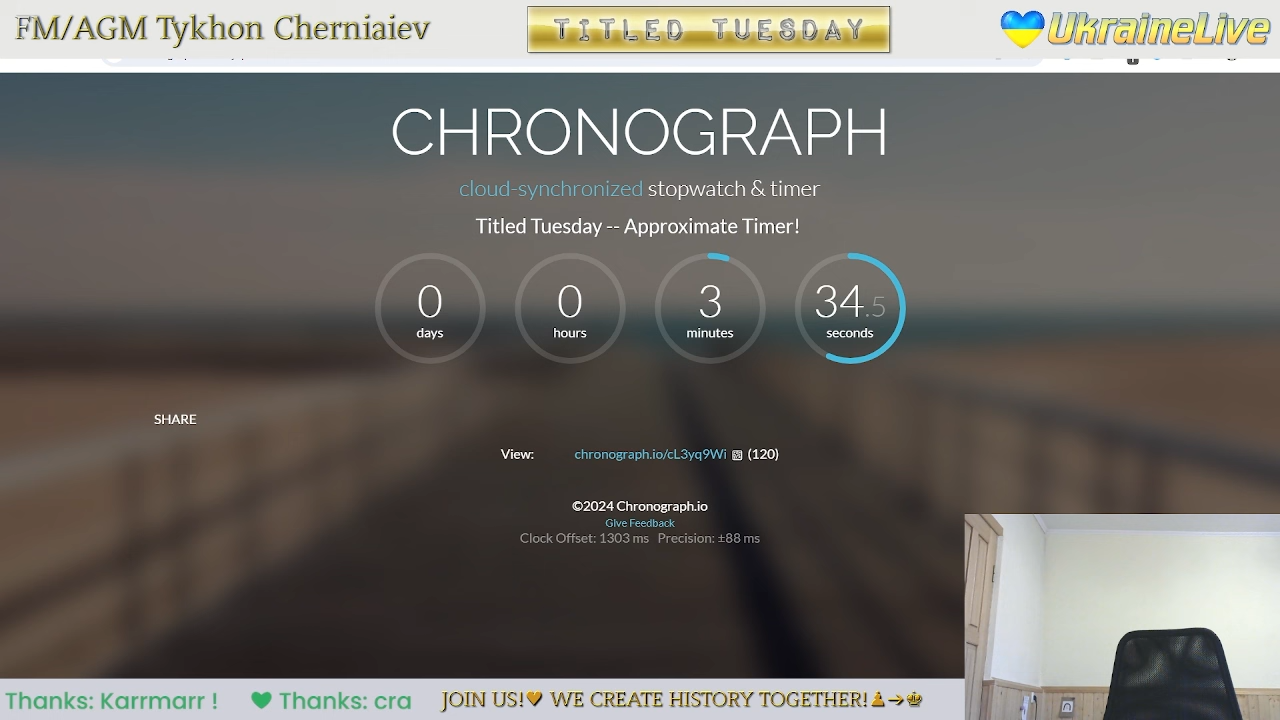 FM/AGM Tykhon Cherniaiev
TITLED TUESDAY
UkraineLive
CHRONOGRAPH
cloud-synchronized stopwatch & timer
Titled Tuesday -- Approximate Timer!
0 0 3 34.5
days hours minutes seconds
SHARE
View: chronograph.io/cL3yq9Wi (120)
©2024 Chronograph.io
Give Feedback
Clock Offset: 1303 ms Precision: ±88 ms
Thanks: Karrmarr ! 💚 Thanks: cra
JOIN US!🧡 WE CREATE HISTORY TOGETHER!♟→♚